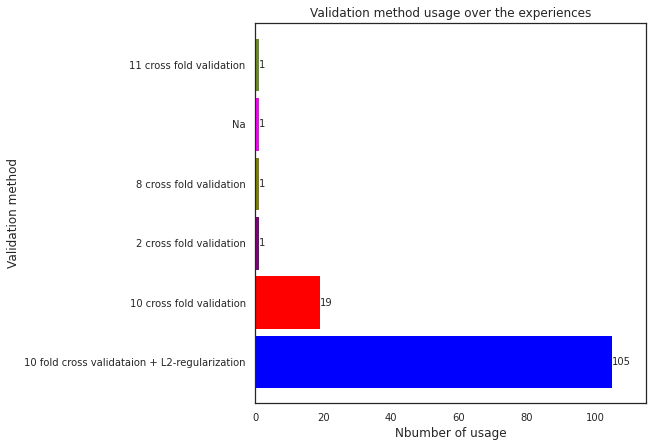 Validation method usage over the experiences
Validation method
11 cross fold validation
1
Na
1
8 cross fold validation
1
2 cross fold validation
1
10 cross fold validation
19
10 fold cross validataion + L2-regularization
105
0 20 40 60 80 100
Nbumber of usage